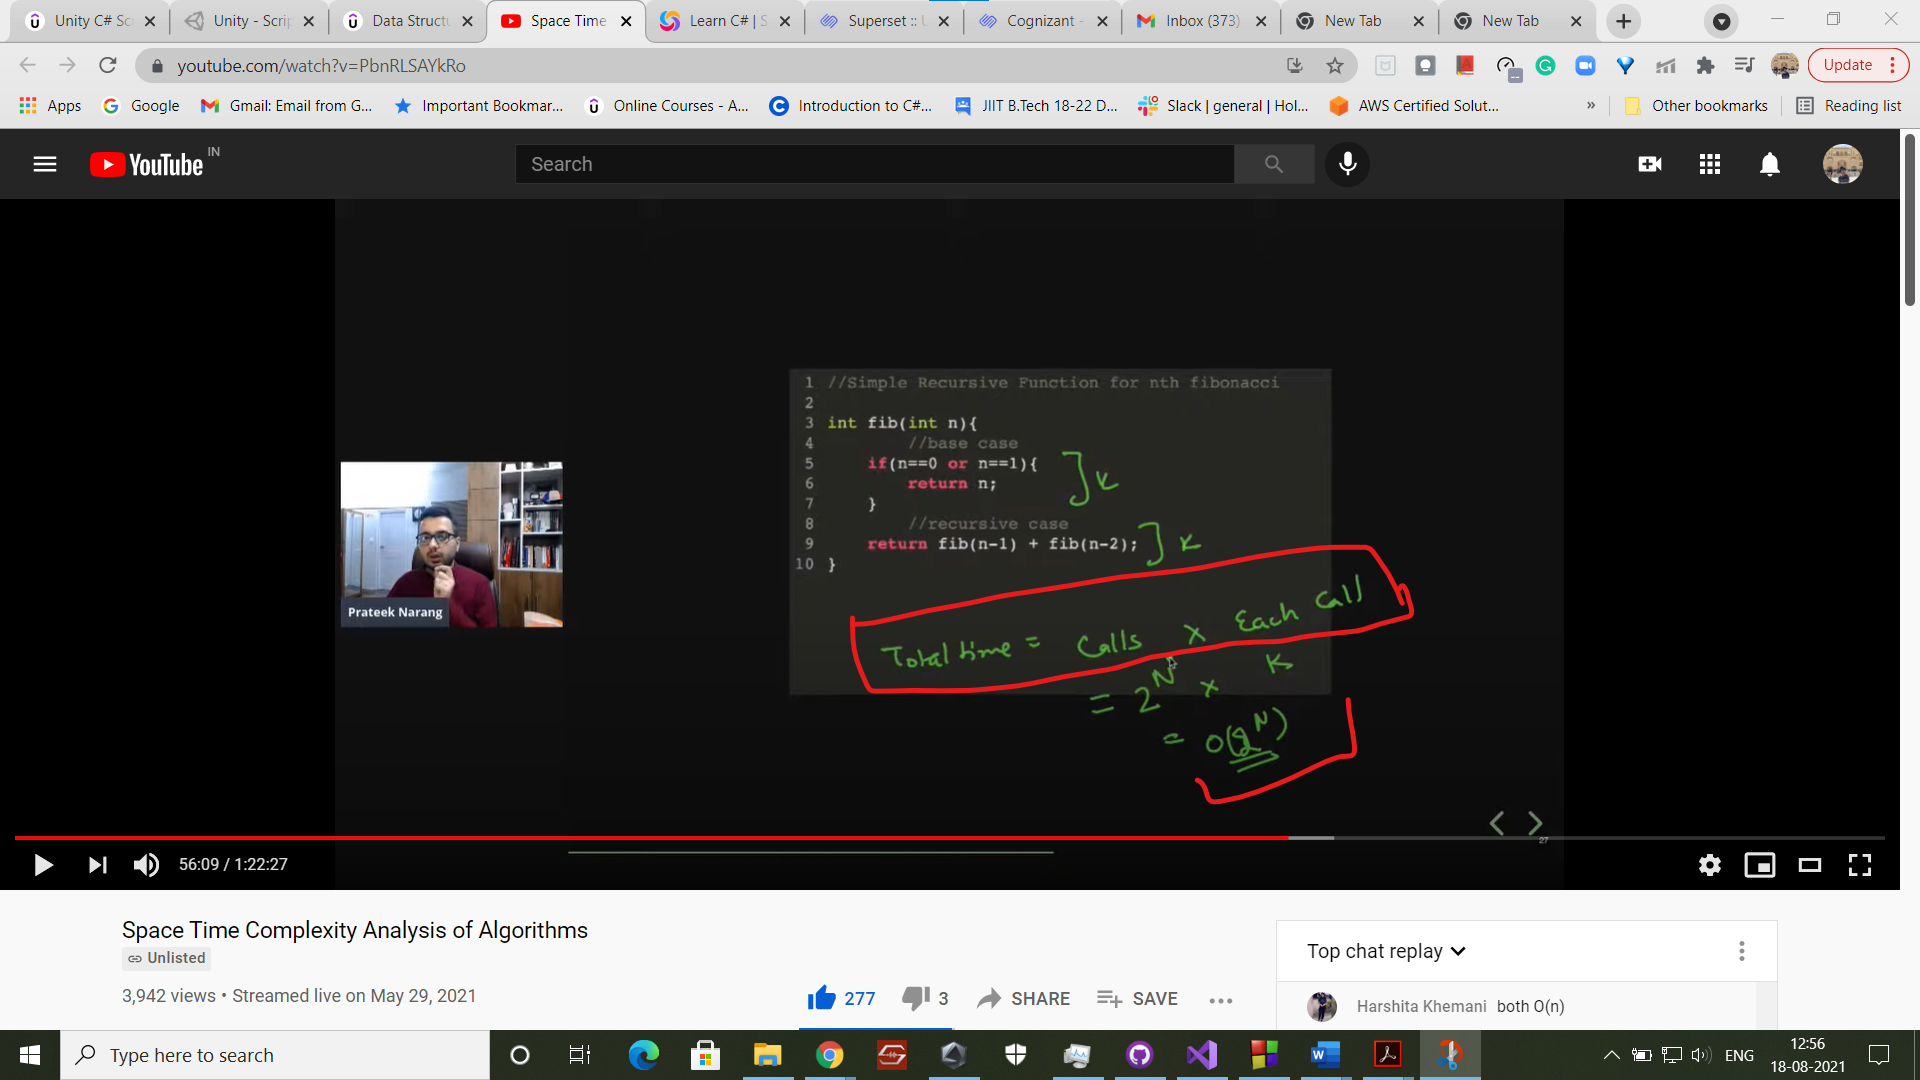 Unity C# Sc
Unity - Scrip
Data Structu
Space Time
Learn C# | S
Superset :: U
Cognizant -
Inbox (373)
New Tab
New Tab
youtube.com/watch?v=PbnRLSAYkRo
Update
Apps
Google
Gmail: Email from G...
Important Bookmar...
Online Courses - A...
Introduction to C#...
JIIT B.Tech 18-22 D...
Slack | general | Hol...
AWS Certified Solut...
»
Other bookmarks
Reading list
YouTube IN
Search
1 //Simple Recursive Function for nth fibonacci
2
3 int fib(int n){
4 //base case
5 if(n==0 or n==1){
6 return n;
7 }
8 //recursive case
9 return fib(n-1) + fib(n-2);
10 }
K
K
Total time = Calls x Each Call
= 2^N x K
= O(2^N)
Prateek Narang
27
56:09 / 1:22:27
Space Time Complexity Analysis of Algorithms
Unlisted
3,942 views • Streamed live on May 29, 2021
277
3
SHARE
SAVE
Top chat replay
Harshita Khemani both O(n)
Type here to search
ENG
12:56
18-08-2021